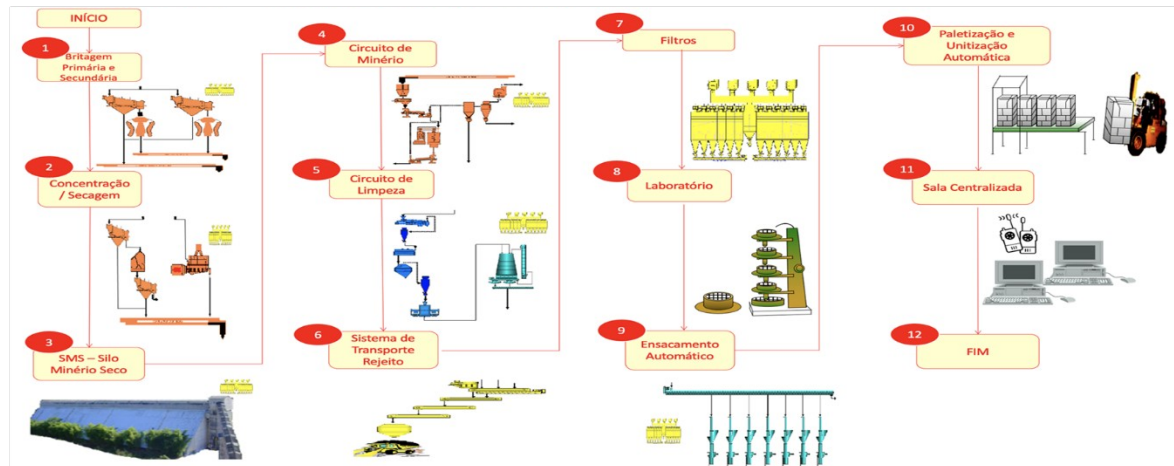 INÍCIO
1
Britagem
Primária e
Secundária
2
Concentração
/ Secagem
3
SMS – Silo
Minério Seco
4
Circuito de
Minério
5
Circuito de
Limpeza
6
Sistema de
Transporte
Rejeito
7
Filtros
8
Laboratório
9
Ensacamento
Automático
10
Paletização e
Unitização
Automática
11
Sala Centralizada
12
FIM